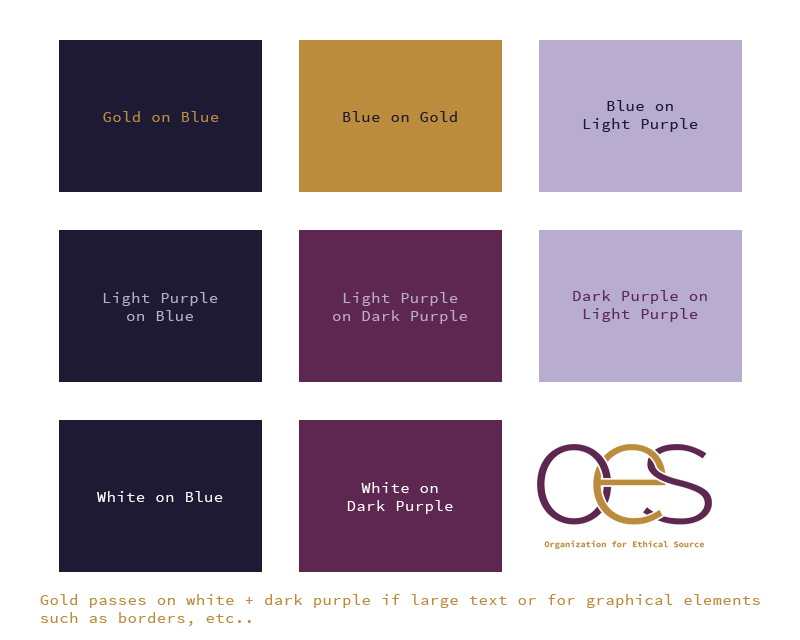 Gold on Blue
Blue on Gold
Blue on
Light Purple
Light Purple
on Blue
Light Purple
on Dark Purple
Dark Purple on
Light Purple
White on Blue
White on
Dark Purple
oes
Organization for Ethical Source
Gold passes on white + dark purple if large text or for graphical elements
such as borders, etc..